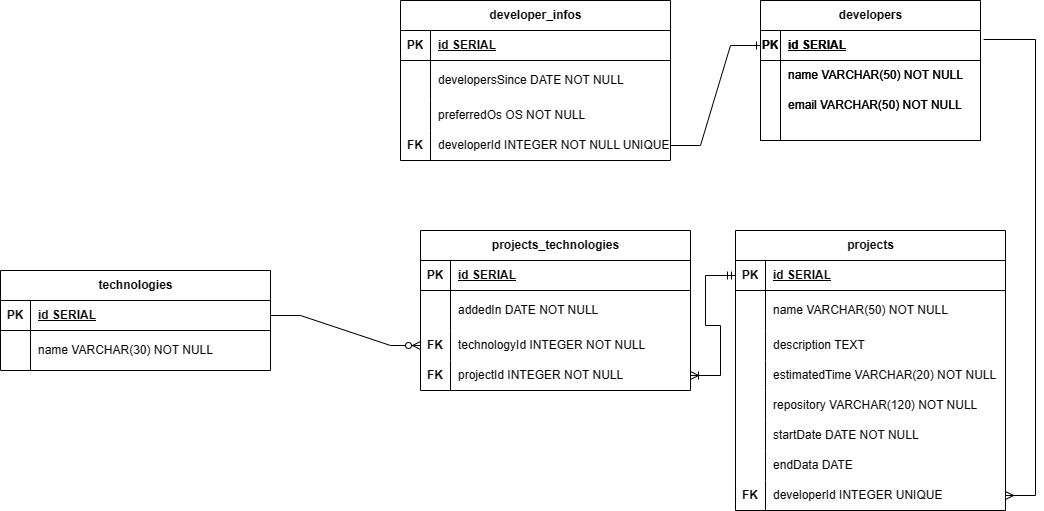 developer_infos
PK id SERIAL
developersSince DATE NOT NULL
preferredOs OS NOT NULL
FK developerId INTEGER NOT NULL UNIQUE
developers
PK id SERIAL
name VARCHAR(50) NOT NULL
email VARCHAR(50) NOT NULL
technologies
PK id SERIAL
name VARCHAR(30) NOT NULL
projects_technologies
PK id SERIAL
addedIn DATE NOT NULL
FK technologyId INTEGER NOT NULL
FK projectId INTEGER NOT NULL
projects
PK id SERIAL
name VARCHAR(50) NOT NULL
description TEXT
estimatedTime VARCHAR(20) NOT NULL
repository VARCHAR(120) NOT NULL
startDate DATE NOT NULL
endData DATE
FK developerId INTEGER UNIQUE